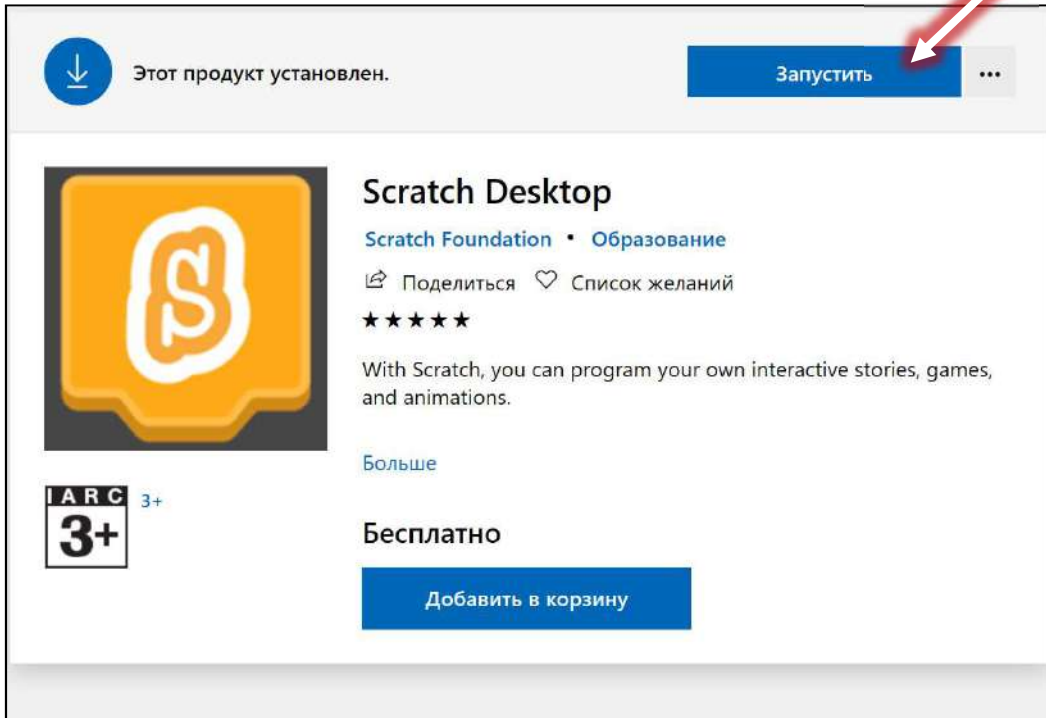 Этот продукт установлен.
Запустить
...
Scratch Desktop
Scratch Foundation • Образование
Поделиться Список желаний
With Scratch, you can program your own interactive stories, games,
and animations.
Больше
S
IARC
3+
3+
Бесплатно
Добавить в корзину